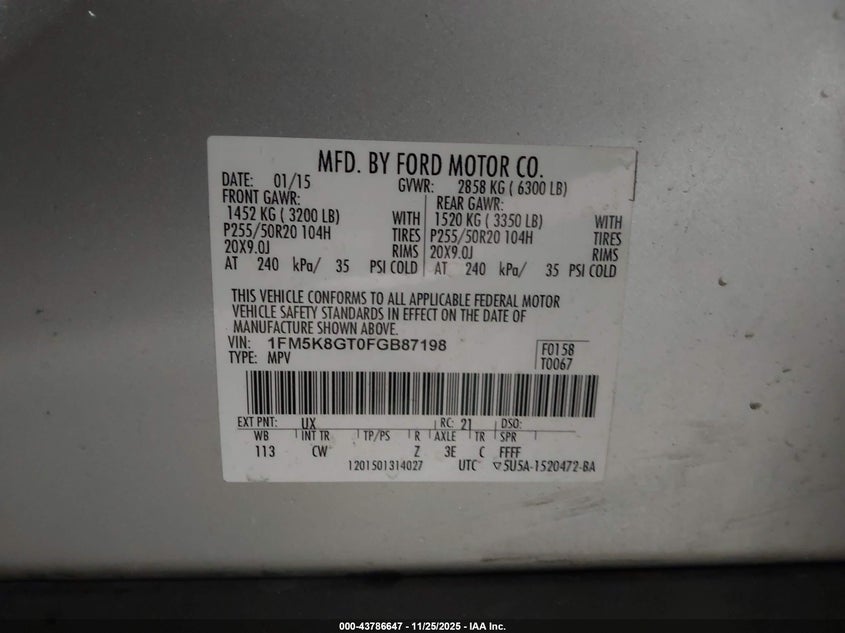 MFD. BY FORD MOTOR CO.
DATE: 01/15 GVWR: 2858 KG ( 6300 LB)
FRONT GAWR: REAR GAWR:
1452 KG ( 3200 LB) WITH 1520 KG ( 3350 LB) WITH
P255/50R20 104H TIRES P255/50R20 104H TIRES
20X9.0J RIMS 20X9.0J RIMS
AT 240 kPa/ 35 PSI COLD AT 240 kPa/ 35 PSI COLD
THIS VEHICLE CONFORMS TO ALL APPLICABLE FEDERAL MOTOR
VEHICLE SAFETY STANDARDS IN EFFECT ON THE DATE OF
MANUFACTURE SHOWN ABOVE.
VIN: 1FM5K8GT0FGB87198 F0158
TYPE: MPV T0067
EXT PNT: UX RC: 21 DSO:
WB INT TR TP/PS R AXLE TR SPR
113 CW Z 3E C FFFF
1201501314027 UTC ▽5U5A-1520472-BA
000-43786647 - 11/25/2025 - IAA Inc.